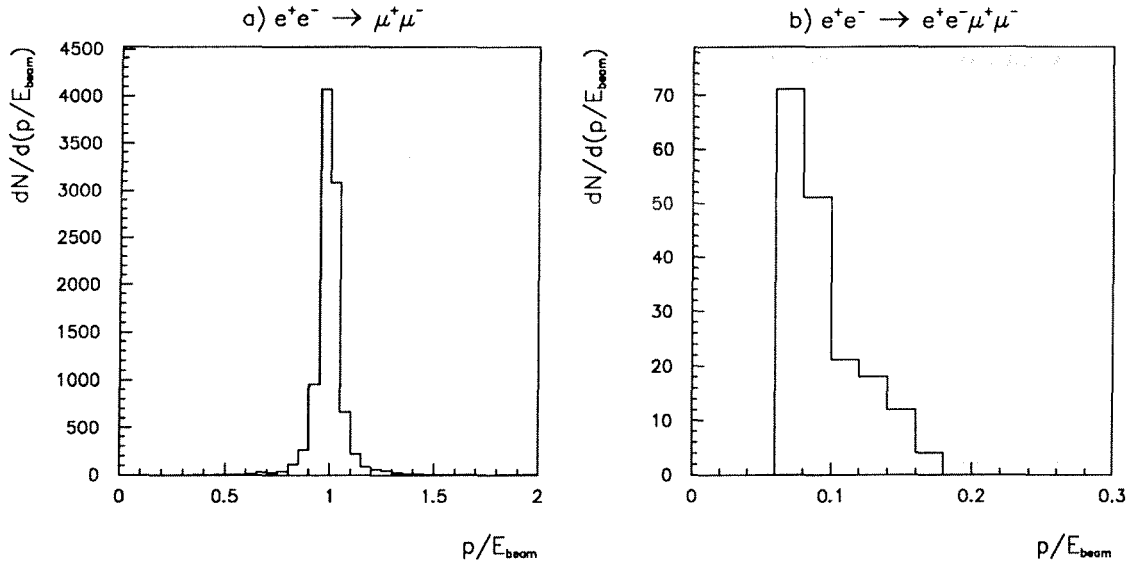 a) e⁺e⁻ → μ⁺μ⁻
dN/d(p/E_beam)
4500
4000
3500
3000
2500
2000
1500
1000
500
0
0 0.5 1 1.5 2
p/E_beam
b) e⁺e⁻ → e⁺e⁻μ⁺μ⁻
dN/d(p/E_beam)
70
60
50
40
30
20
10
0
0 0.1 0.2 0.3
p/E_beam